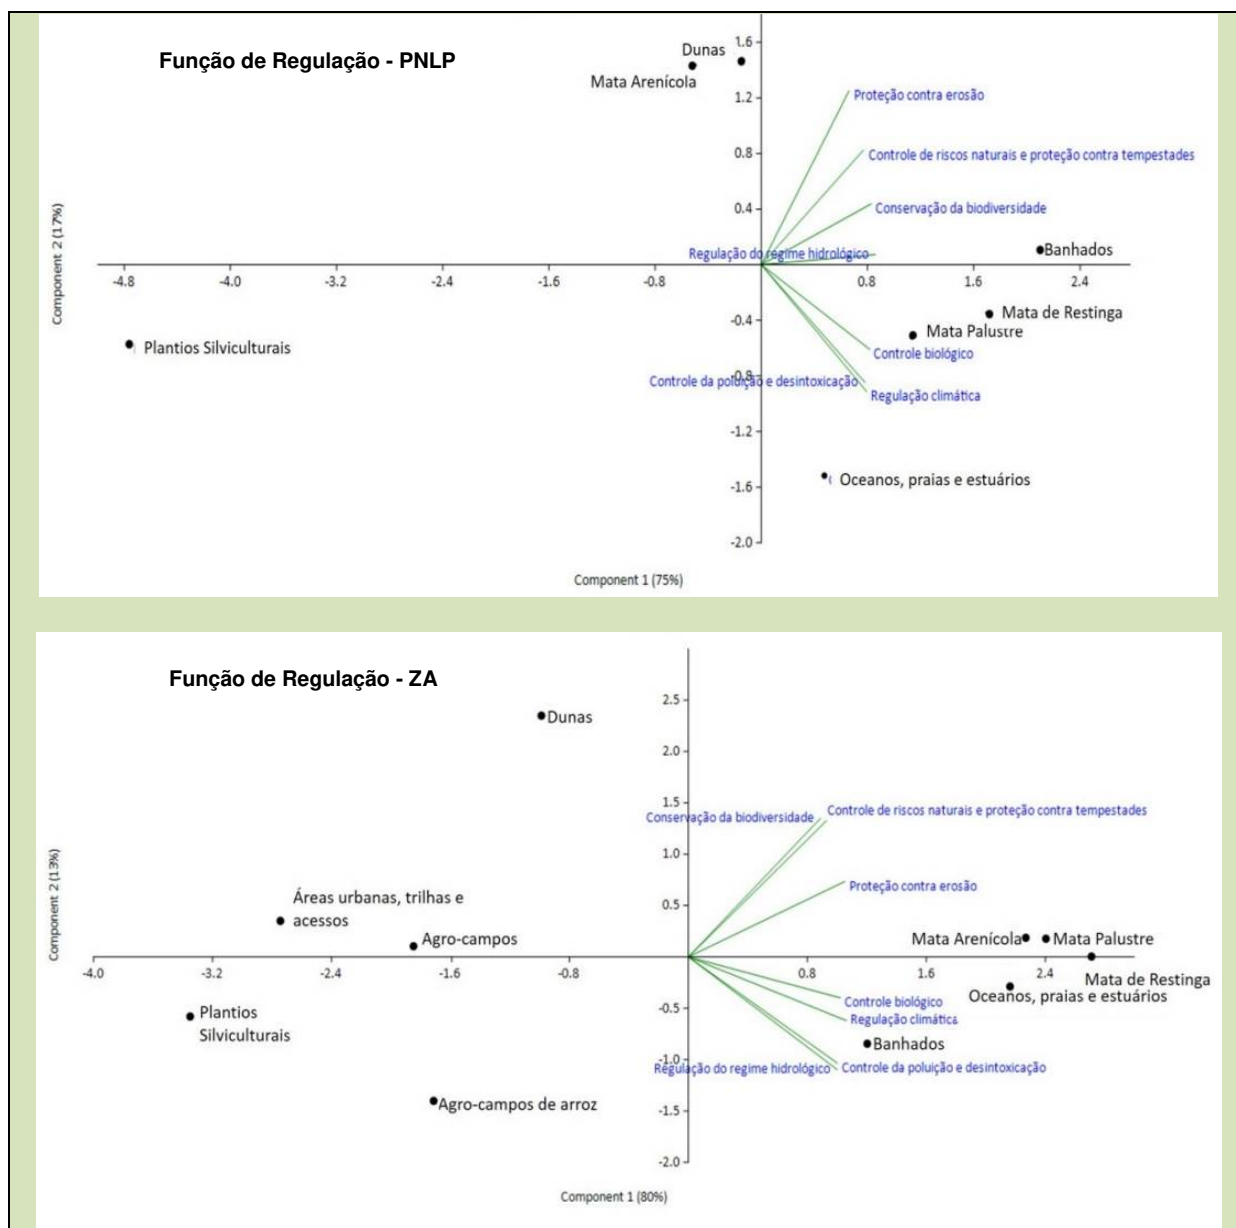 Função de Regulação - PNLP
Dunas
Mata Arenícola
1.6
1.2
0.8
0.4
-0.4
-0.8
-1.2
-1.6
-2.0
Proteção contra erosão
Controle de riscos naturais e proteção contra tempestades
Conservação da biodiversidade
Regulação do regime hidrológico
Banhados
-4.8 -4.0 -3.2 -2.4 -1.6 -0.8 0.8 1.6 2.4
Mata de Restinga
Mata Palustre
Plantios Silviculturais
Controle biológico
Controle da poluição e desintoxicação
Regulação climática
Oceanos, praias e estuários
Component 2 (17%)
Component 1 (75%)
Função de Regulação - ZA
Dunas
2.5
2.0
1.5
1.0
0.5
-0.5
-1.0
-1.5
-2.0
Conservação da biodiversidade
Controle de riscos naturais e proteção contra tempestades
Proteção contra erosão
Áreas urbanas, trilhas e
acessos
Agro-campos
Mata Arenícola
Mata Palustre
-4.0 -3.2 -2.4 -1.6 -0.8 0.8 1.6 2.4
Mata de Restinga
Oceanos, praias e estuários
Controle biológico
Regulação climática
Plantios
Silviculturais
Banhados
Regulação do regime hidrológico
Controle da poluição e desintoxicação
Agro-campos de arroz
Component 2 (13%)
Component 1 (80%)